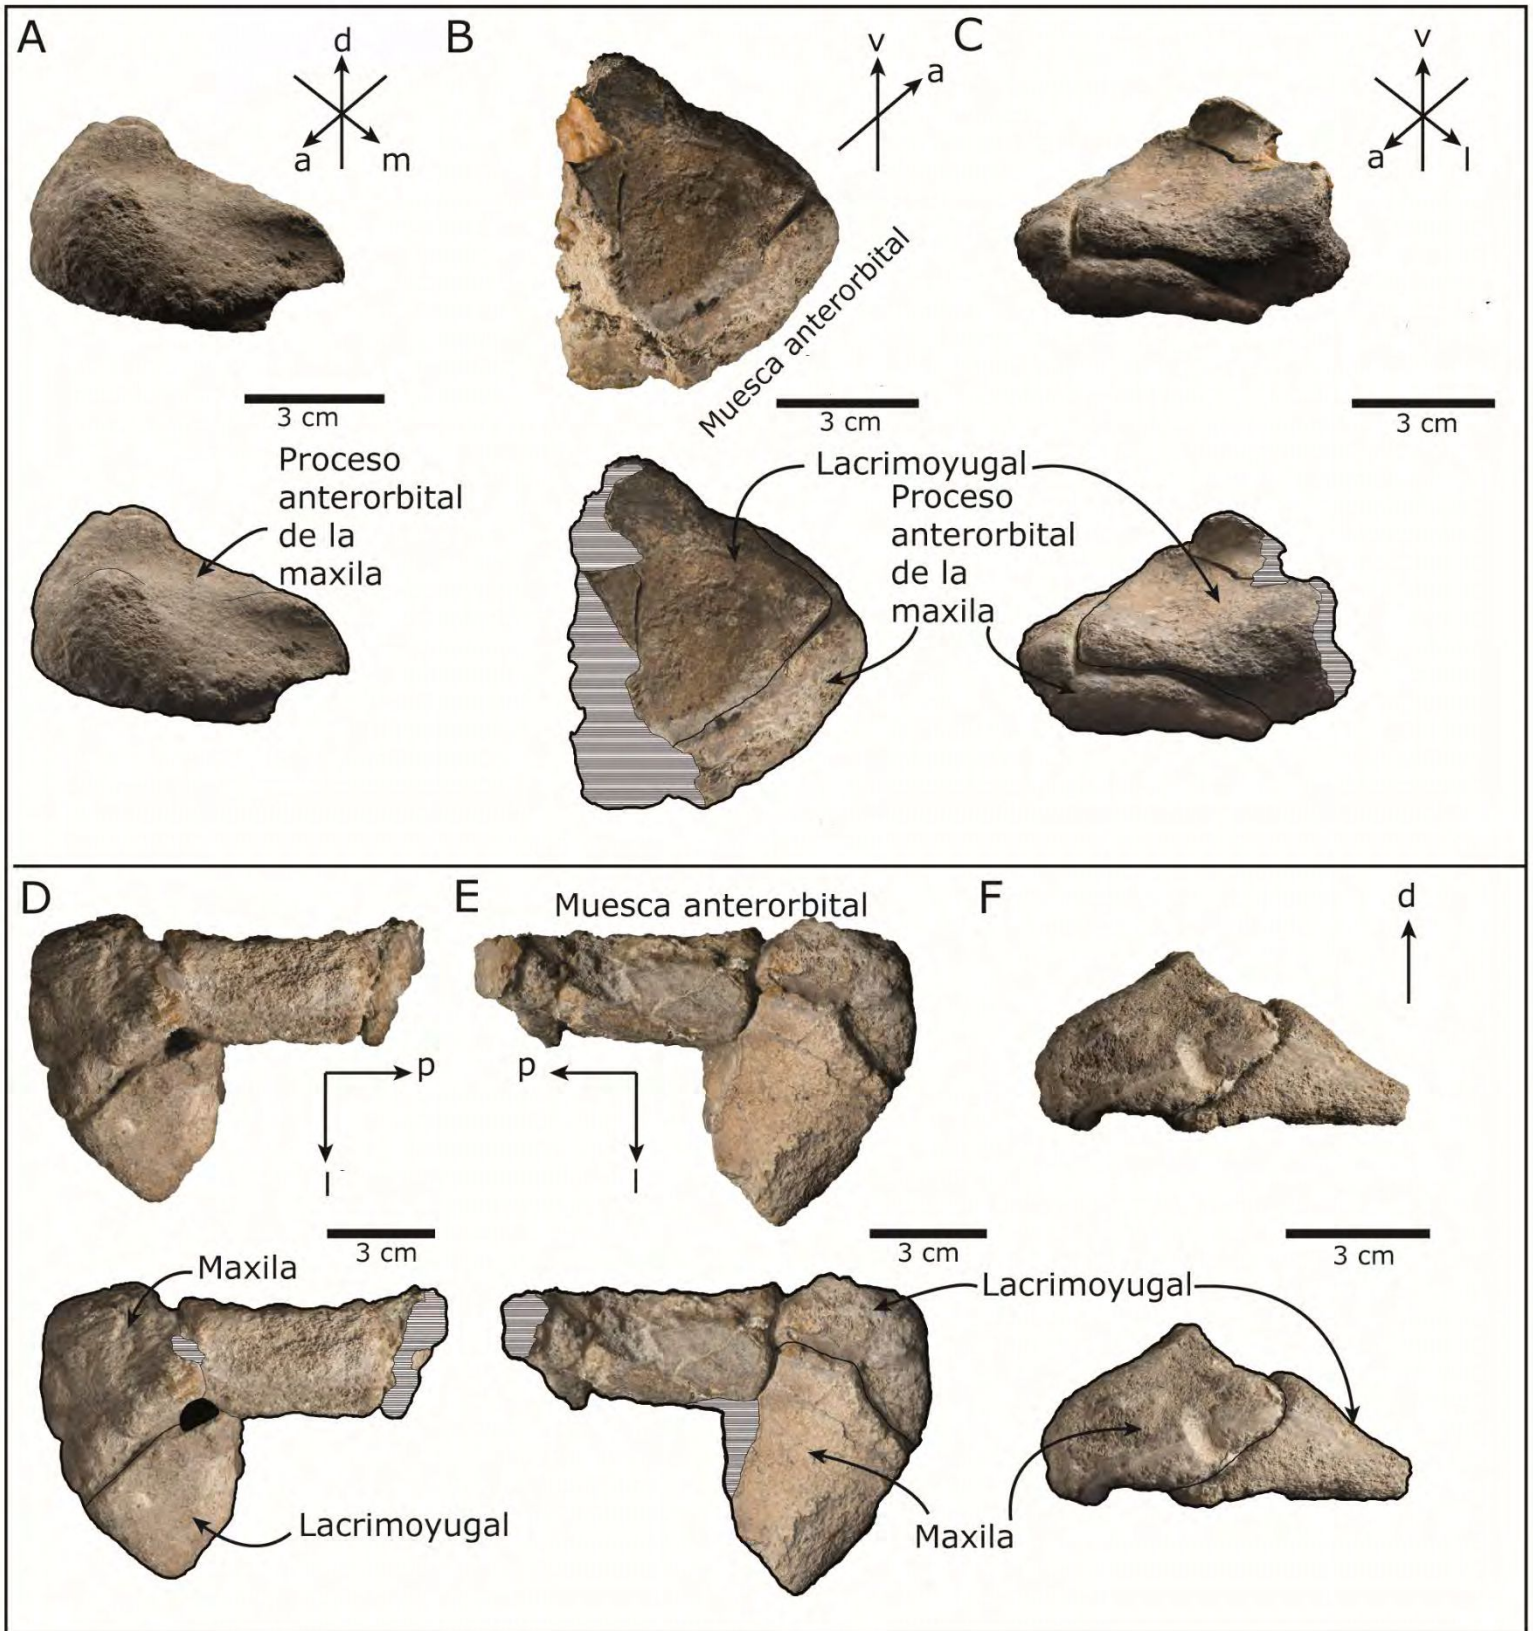 A
d
a
m
B
v
a
C
v
a
l
Muesca anterorbital
3 cm
3 cm
3 cm
Proceso
anterorbital
de la
maxila
Lacrimoyugal
Proceso
anterorbital
de la
maxila
D
E
Muesca anterorbital
F
d
p
l
p
l
3 cm
3 cm
3 cm
Maxila
Lacrimoyugal
Lacrimoyugal
Maxila